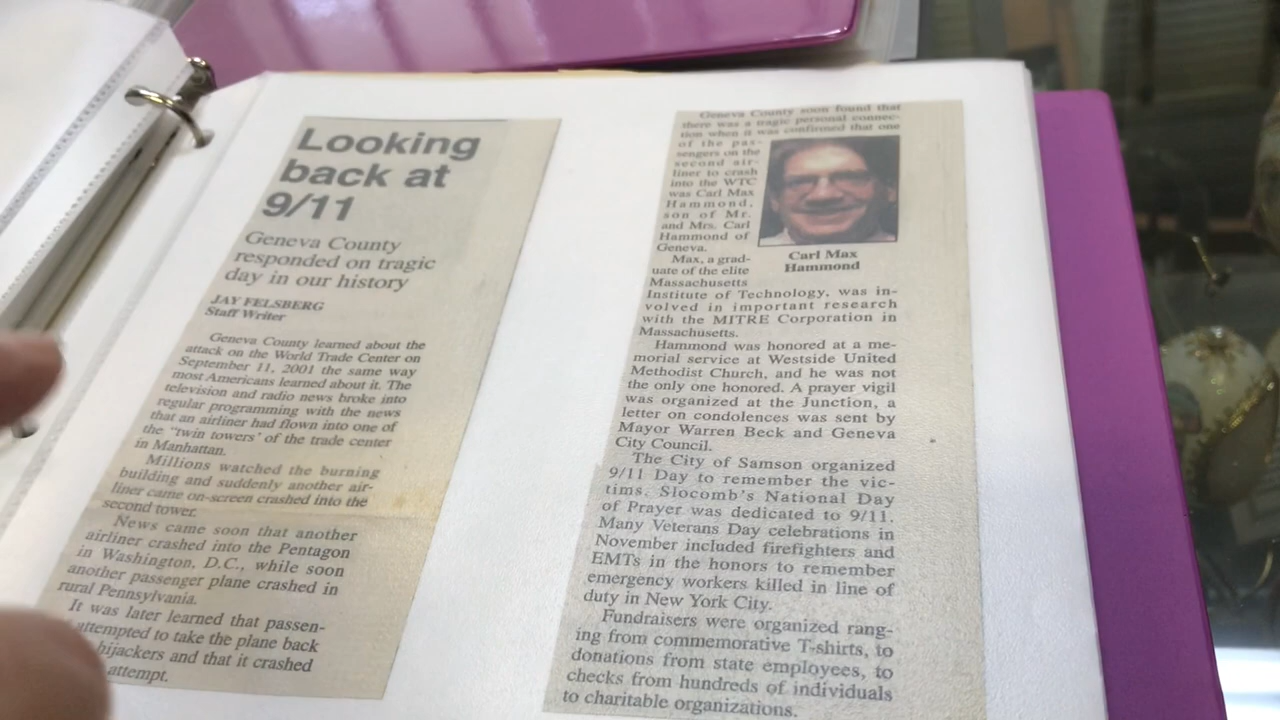 Looking
back at
9/11
Geneva County
responded on tragic
day in our history
JAY FELSBERG
Staff Writer
Geneva County learned about the
attack on the World Trade Center on
September 11, 2001 the same way
most Americans learned about it. The
television and radio news broke into
regular programming with the news
that an airliner had flown into one of
the "twin towers' of the trade center
in Manhattan.
Millions watched the burning
building and suddenly another air-
liner came on-screen crashed into the
second tower.
News came soon that another
airliner crashed into the Pentagon
in Washington, D.C., while soon
another passenger plane crashed in
rural Pennsylvania.
It was later learned that passen-
attempted to take the plane back
hijackers and that it crashed
attempt.
Geneva County soon found that
there was a tragic personal connec-
tion when it was confirmed that one
of the pas-
sengers on the
second air-
liner to crash
into the WTC
was Carl Max
Hammond,
son of Mr.
and Mrs. Carl
Hammond of
Geneva.
Carl Max
Hammond
Max, a grad-
uate of the elite
Massachusetts
Institute of Technology, was in-
volved in important research
with the MITRE Corporation in
Massachusetts.
Hammond was honored at a me-
morial service at Westside United
Methodist Church, and he was not
the only one honored. A prayer vigil
was organized at the Junction, a
letter on condolences was sent by
Mayor Warren Beck and Geneva
City Council.
The City of Samson organized
9/11 Day to remember the vic-
tims. Slocomb's National Day
of Prayer was dedicated to 9/11.
Many Veterans Day celebrations in
November included firefighters and
EMTs in the honors to remember
emergency workers killed in line of
duty in New York City.
Fundraisers were organized rang-
ing from commemorative T-shirts, to
donations from state employees, to
checks from hundreds of individuals
to charitable organizations.